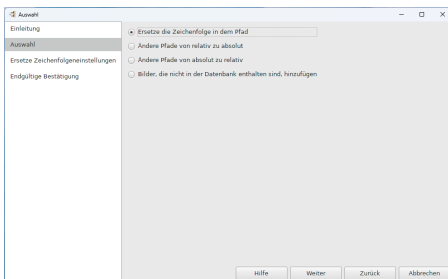 Auswahl
Einleitung
Auswahl
Ersetze Zeichenfolgeneinstellungen
Endgültige Bestätigung
Ersetze die Zeichenfolge in dem Pfad
Ändere Pfade von relativ zu absolut
Ändere Pfade von absolut zu relativ
Bilder, die nicht in der Datenbank enthalten sind, hinzufügen
Hilfe
Weiter
Zurück
Abbrechen